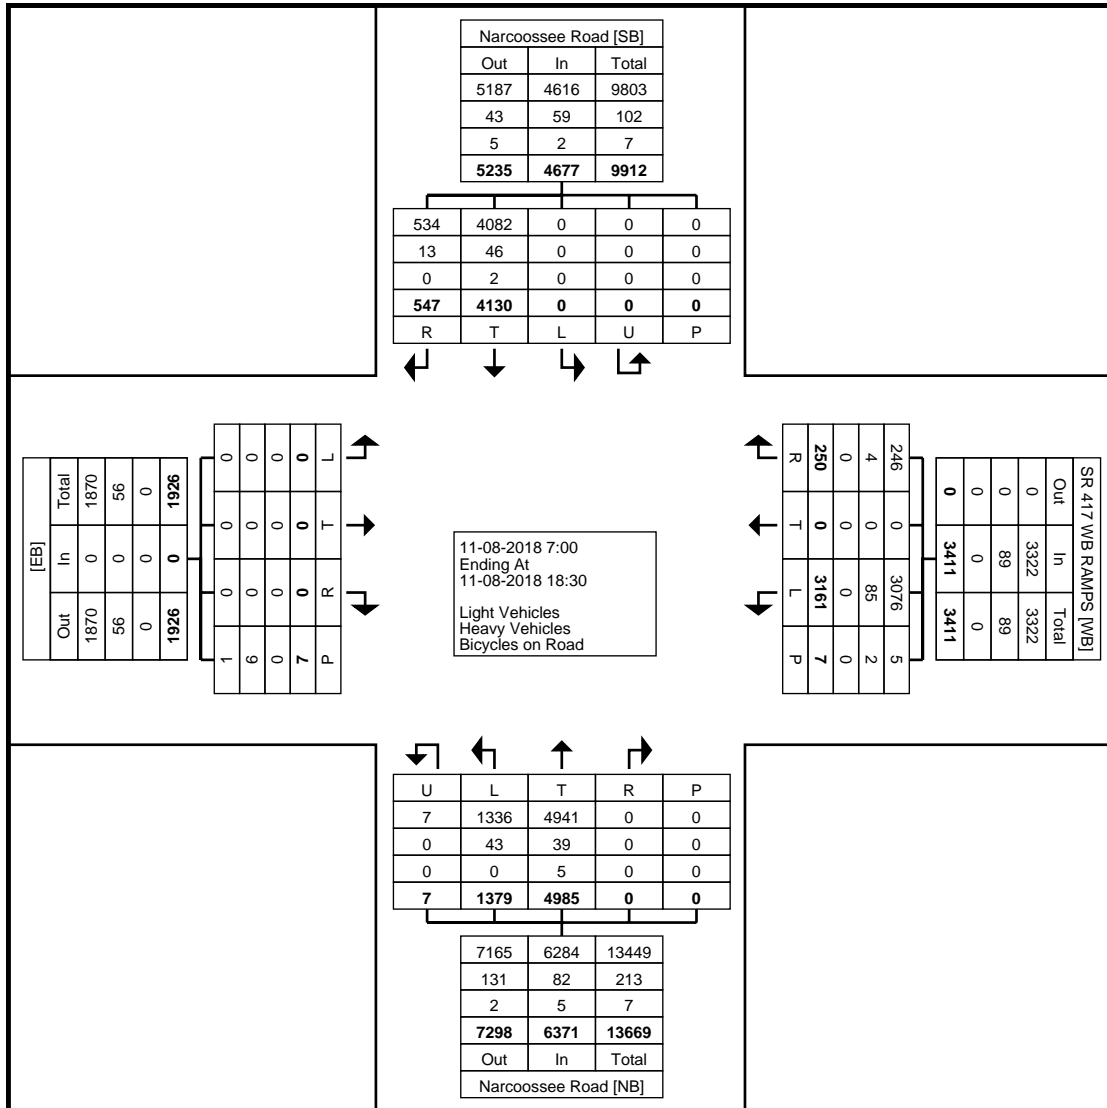 Narcoossee Road [SB]
Out In Total
5187 4616 9803
43 59 102
5 2 7
5235 4677 9912
534 4082 0 0 0
13 46 0 0 0
0 2 0 0 0
547 4130 0 0 0
R T L U P
[EB]
Out In Total
1870 0 1870
56 0 56
0 0 0
1926 0 1926
1 0 0 0
6 0 0 0
0 0 0 0
7 0 0 0
P R T L
11-08-2018 7:00
Ending At
11-08-2018 18:30
Light Vehicles
Heavy Vehicles
Bicycles on Road
SR 417 WB RAMPS [WB]
Out In Total
0 3322 3322
0 89 89
0 0 0
0 3411 3411
246 0 3076 5
4 0 85 2
0 0 0 0
250 0 3161 7
R T L P
U L T R P
7 1336 4941 0 0
0 43 39 0 0
0 0 5 0 0
7 1379 4985 0 0
7165 6284 13449
131 82 213
2 5 7
7298 6371 13669
Out In Total
Narcoossee Road [NB]